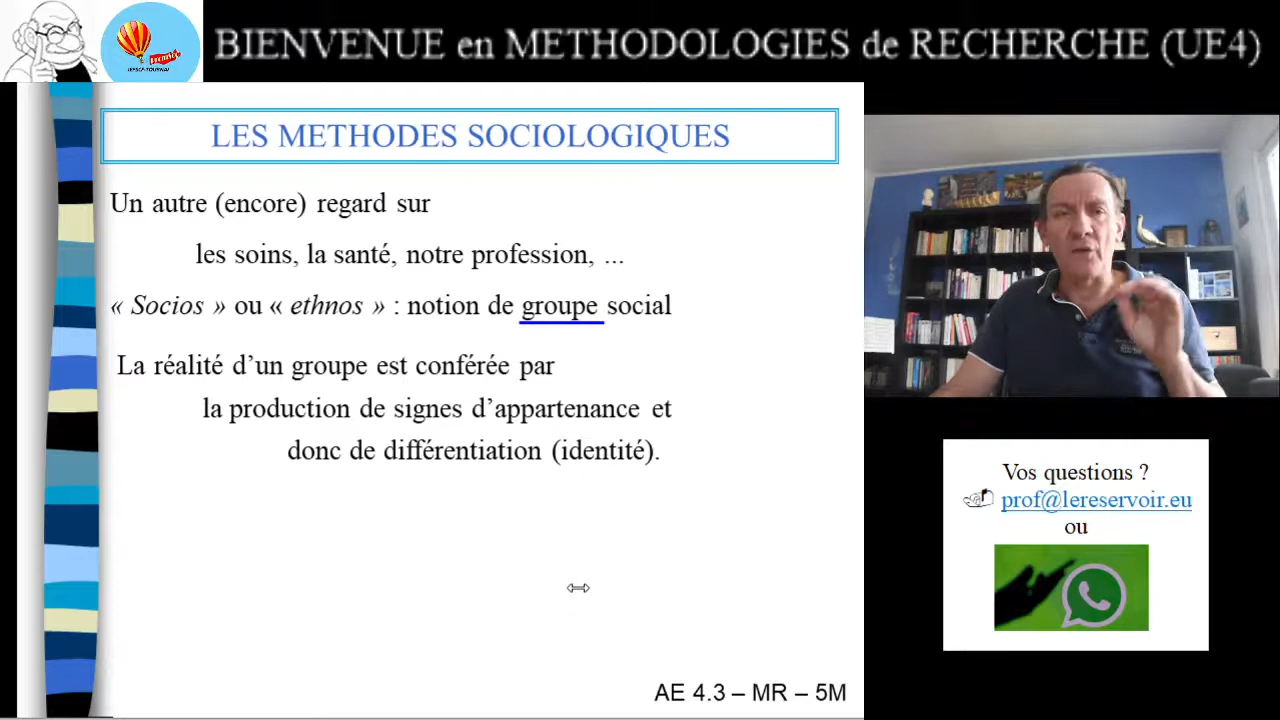 BIENVENUE en METHODOLOGIES de RECHERCHE (UE4)
IEPSCF-TOURNAI
LES METHODES SOCIOLOGIQUES
Un autre (encore) regard sur
les soins, la santé, notre profession, ...
« Socios » ou « ethnos » : notion de groupe social
La réalité d’un groupe est conférée par
la production de signes d’appartenance et
donc de différentiation (identité).
AE 4.3 – MR – 5M
Vos questions ?
prof@lereservoir.eu
ou